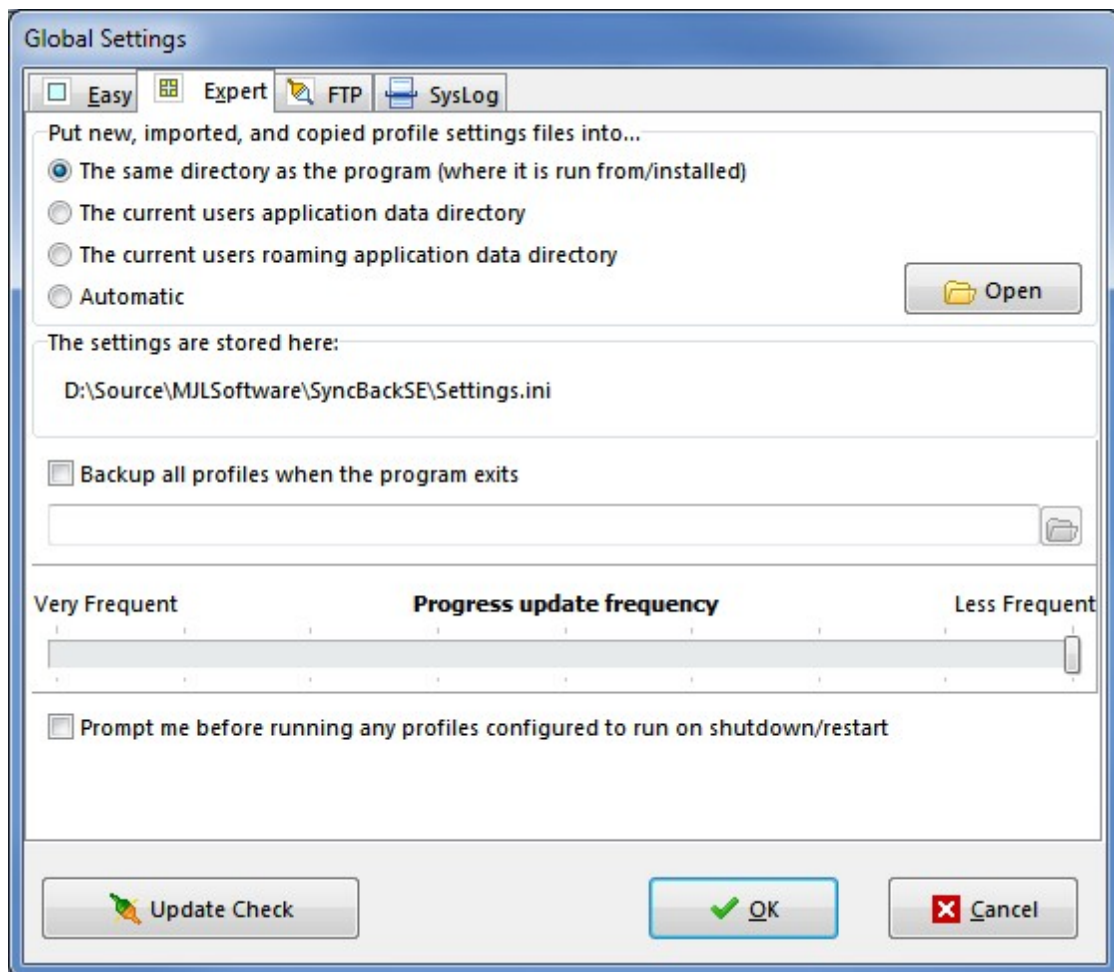 Global Settings
Easy Expert FTP SysLog
Put new, imported, and copied profile settings files into...
The same directory as the program (where it is run from/installed)
The current users application data directory
The current users roaming application data directory
Automatic
Open
The settings are stored here:
D:\Source\MJLSoftware\SyncBackSE\Settings.ini
Backup all profiles when the program exits
Very Frequent Progress update frequency Less Frequent
Prompt me before running any profiles configured to run on shutdown/restart
Update Check OK Cancel